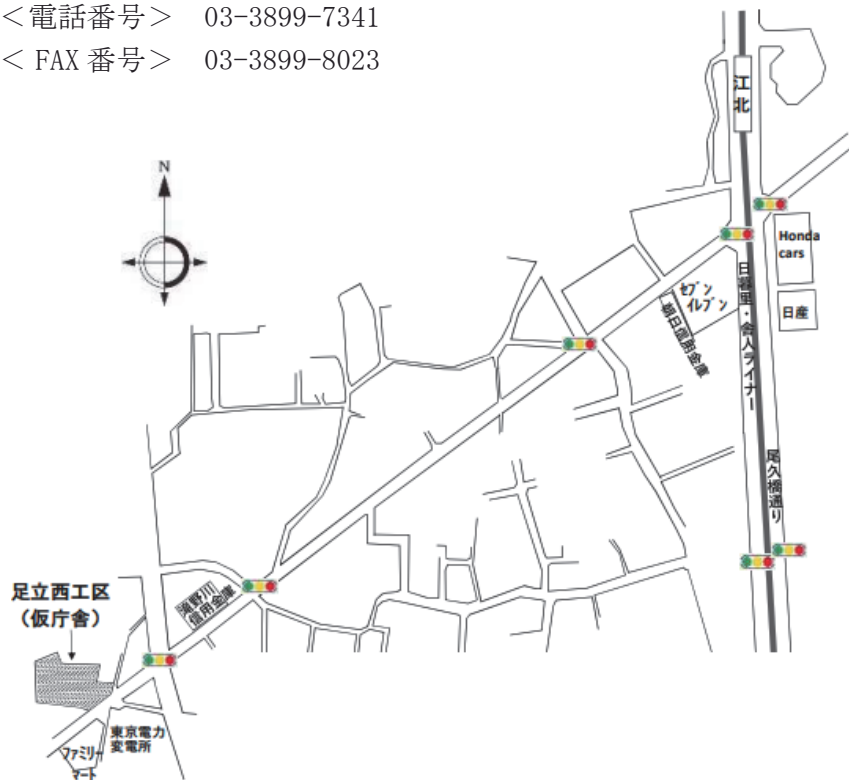 ＜電話番号＞ 03-3899-7341
＜ FAX 番号＞ 03-3899-8023
江北
N
Honda
cars
セブン
イレブン
日産
朝日信用金庫
日暮里・舎人ライナー
尾久橋通り
滝野川
信用金庫
足立西工区
（仮庁舎）
東京電力
変電所
ファミリー
マート